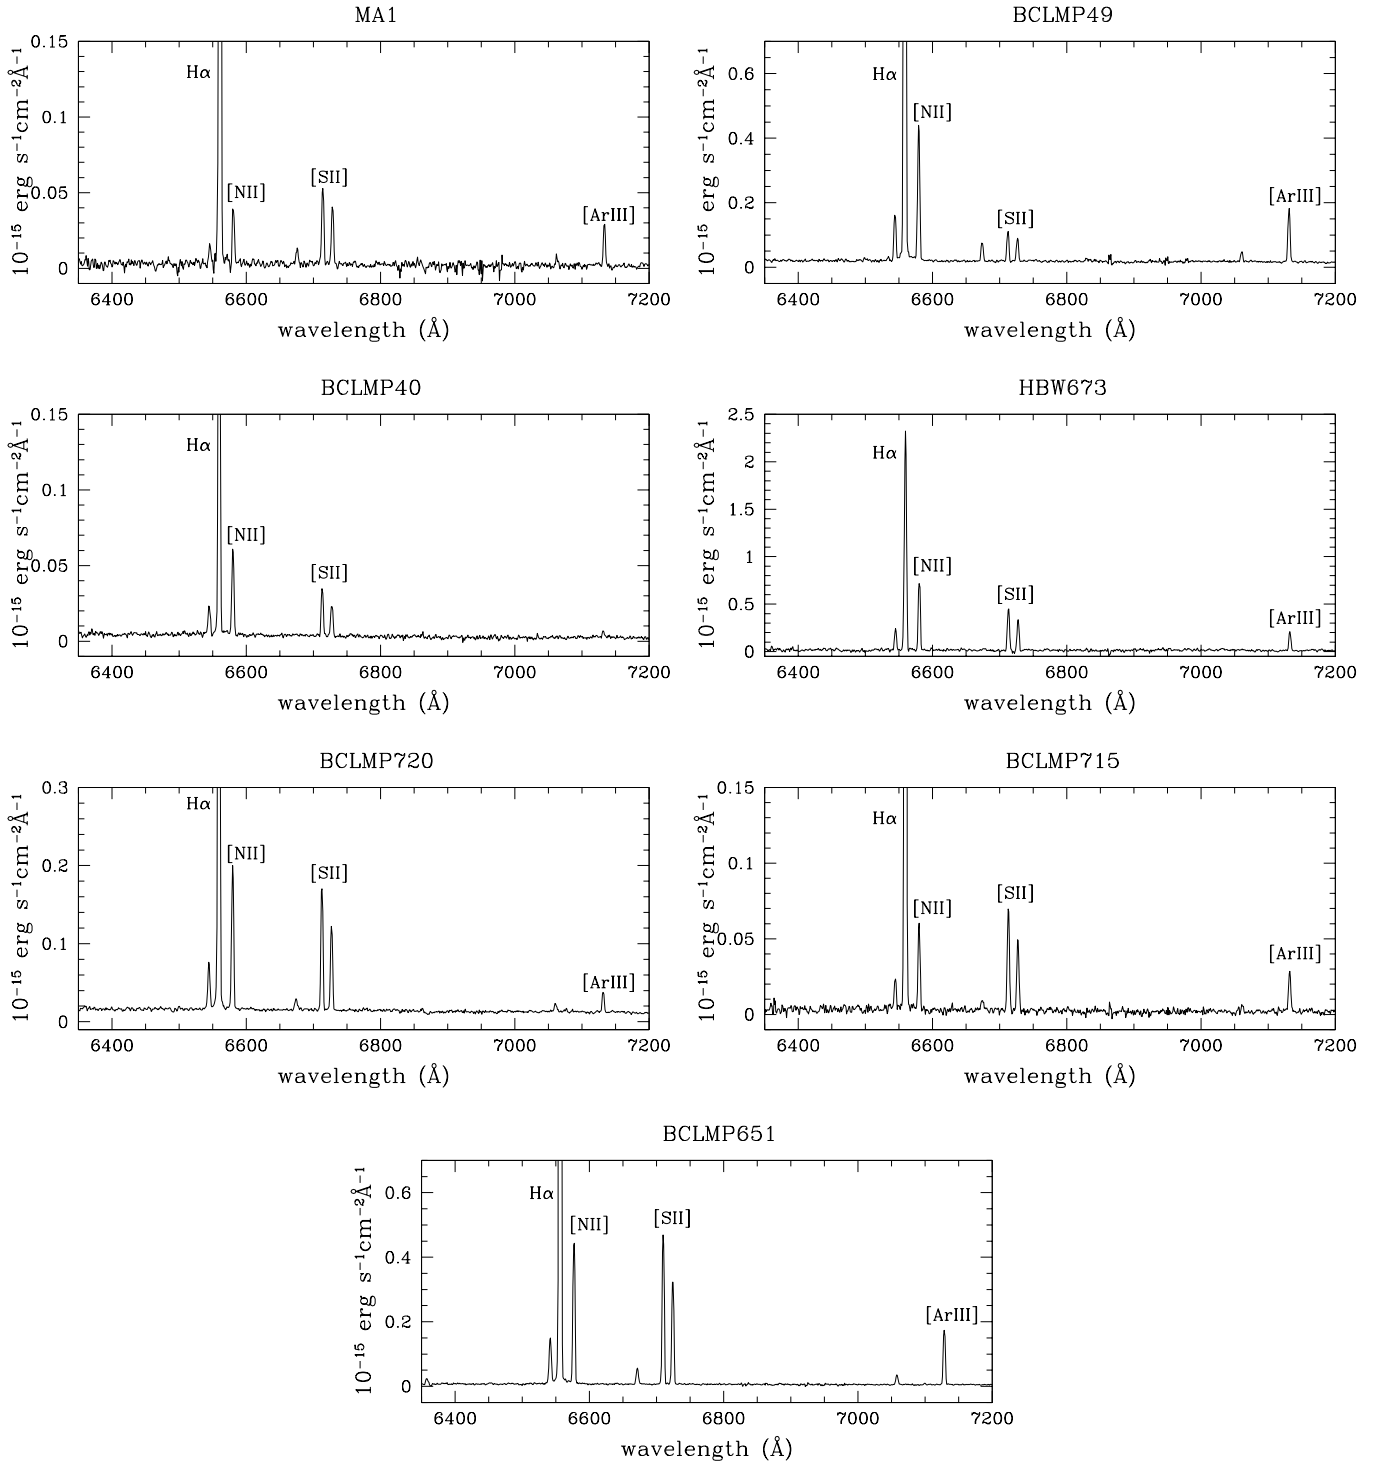 MA1
0.15
0.1
0.05
0
10⁻¹⁵ erg s⁻¹cm⁻²Å⁻¹
Hα
[NII]
[SII]
[ArIII]
6400 6600 6800 7000 7200
wavelength (Å)
BCLMP49
0.6
0.4
0.2
0
10⁻¹⁵ erg s⁻¹cm⁻²Å⁻¹
Hα
[NII]
[SII]
[ArIII]
6400 6600 6800 7000 7200
wavelength (Å)
BCLMP40
0.15
0.1
0.05
0
10⁻¹⁵ erg s⁻¹cm⁻²Å⁻¹
Hα
[NII]
[SII]
6400 6600 6800 7000 7200
wavelength (Å)
HBW673
2.5
2
1.5
1
0.5
0
10⁻¹⁵ erg s⁻¹cm⁻²Å⁻¹
Hα
[NII]
[SII]
[ArIII]
6400 6600 6800 7000 7200
wavelength (Å)
BCLMP720
0.3
0.2
0.1
0
10⁻¹⁵ erg s⁻¹cm⁻²Å⁻¹
Hα
[NII]
[SII]
[ArIII]
6400 6600 6800 7000 7200
wavelength (Å)
BCLMP715
0.15
0.1
0.05
0
10⁻¹⁵ erg s⁻¹cm⁻²Å⁻¹
Hα
[NII]
[SII]
[ArIII]
6400 6600 6800 7000 7200
wavelength (Å)
BCLMP651
0.6
0.4
0.2
0
10⁻¹⁵ erg s⁻¹cm⁻²Å⁻¹
Hα
[NII]
[SII]
[ArIII]
6400 6600 6800 7000 7200
wavelength (Å)